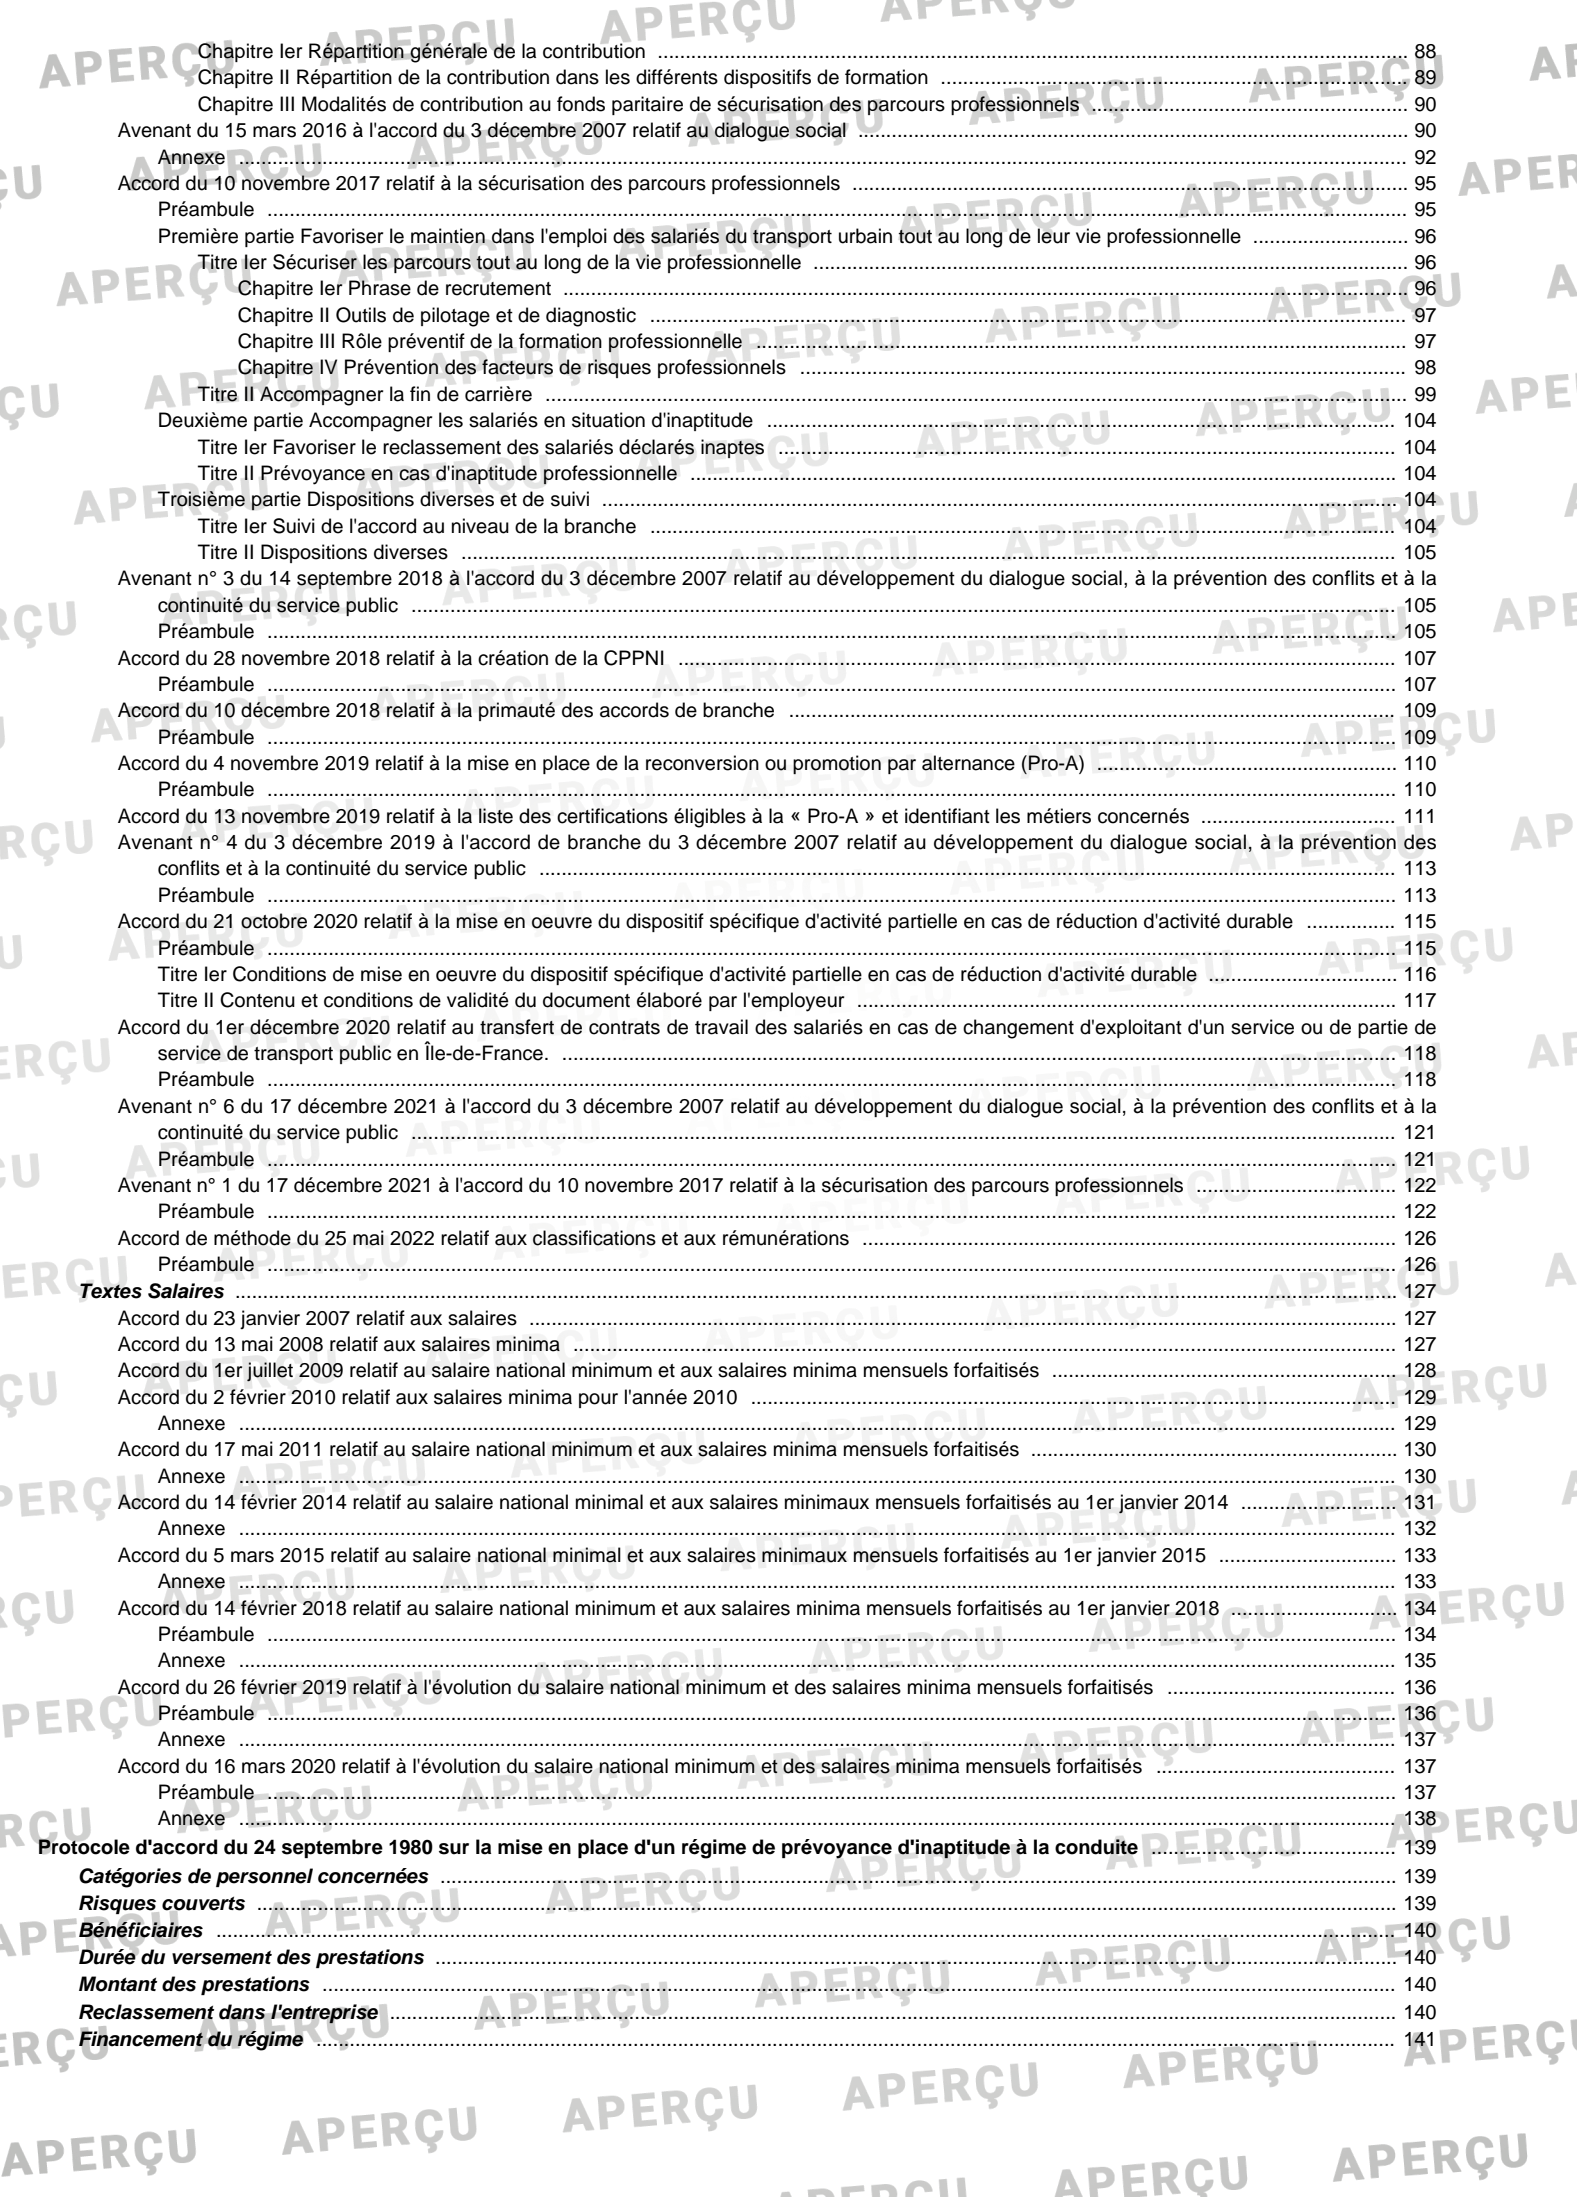 Chapitre Ier Répartition générale de la contribution ........ 88
Chapitre II Répartition de la contribution dans les différents dispositifs de formation ........ 89
Chapitre III Modalités de contribution au fonds paritaire de sécurisation des parcours professionnels ........ 90
Avenant du 15 mars 2016 à l'accord du 3 décembre 2007 relatif au dialogue social ........ 90
Annexe ........ 92
Accord du 10 novembre 2017 relatif à la sécurisation des parcours professionnels ........ 95
Préambule ........ 95
Première partie Favoriser le maintien dans l'emploi des salariés du transport urbain tout au long de leur vie professionnelle ........ 96
Titre Ier Sécuriser les parcours tout au long de la vie professionnelle ........ 96
Chapitre Ier Phrase de recrutement ........ 96
Chapitre II Outils de pilotage et de diagnostic ........ 97
Chapitre III Rôle préventif de la formation professionnelle ........ 97
Chapitre IV Prévention des facteurs de risques professionnels ........ 98
Titre II Accompagner la fin de carrière ........ 99
Deuxième partie Accompagner les salariés en situation d'inaptitude ........ 104
Titre Ier Favoriser le reclassement des salariés déclarés inaptes ........ 104
Titre II Prévoyance en cas d'inaptitude professionnelle ........ 104
Troisième partie Dispositions diverses et de suivi ........ 104
Titre Ier Suivi de l'accord au niveau de la branche ........ 104
Titre II Dispositions diverses ........ 105
Avenant n° 3 du 14 septembre 2018 à l'accord du 3 décembre 2007 relatif au développement du dialogue social, à la prévention des conflits et à la
continuité du service public ........ 105
Préambule ........ 105
Accord du 28 novembre 2018 relatif à la création de la CPPNI ........ 107
Préambule ........ 107
Accord du 10 décembre 2018 relatif à la primauté des accords de branche ........ 109
Préambule ........ 109
Accord du 4 novembre 2019 relatif à la mise en place de la reconversion ou promotion par alternance (Pro-A) ........ 110
Préambule ........ 110
Accord du 13 novembre 2019 relatif à la liste des certifications éligibles à la « Pro-A » et identifiant les métiers concernés ........ 111
Avenant n° 4 du 3 décembre 2019 à l'accord de branche du 3 décembre 2007 relatif au développement du dialogue social, à la prévention des
conflits et à la continuité du service public ........ 113
Préambule ........ 113
Accord du 21 octobre 2020 relatif à la mise en oeuvre du dispositif spécifique d'activité partielle en cas de réduction d'activité durable ........ 115
Préambule ........ 115
Titre Ier Conditions de mise en oeuvre du dispositif spécifique d'activité partielle en cas de réduction d'activité durable ........ 116
Titre II Contenu et conditions de validité du document élaboré par l'employeur ........ 117
Accord du 1er décembre 2020 relatif au transfert de contrats de travail des salariés en cas de changement d'exploitant d'un service ou de partie de
service de transport public en Île-de-France. ........ 118
Préambule ........ 118
Avenant n° 6 du 17 décembre 2021 à l'accord du 3 décembre 2007 relatif au développement du dialogue social, à la prévention des conflits et à la
continuité du service public ........ 121
Préambule ........ 121
Avenant n° 1 du 17 décembre 2021 à l'accord du 10 novembre 2017 relatif à la sécurisation des parcours professionnels ........ 122
Préambule ........ 122
Accord de méthode du 25 mai 2022 relatif aux classifications et aux rémunérations ........ 126
Préambule ........ 126
Textes Salaires ........ 127
Accord du 23 janvier 2007 relatif aux salaires ........ 127
Accord du 13 mai 2008 relatif aux salaires minima ........ 127
Accord du 1er juillet 2009 relatif au salaire national minimum et aux salaires minima mensuels forfaitisés ........ 128
Accord du 2 février 2010 relatif aux salaires minima pour l'année 2010 ........ 129
Annexe ........ 129
Accord du 17 mai 2011 relatif au salaire national minimum et aux salaires minima mensuels forfaitisés ........ 130
Annexe ........ 130
Accord du 14 février 2014 relatif au salaire national minimal et aux salaires minimaux mensuels forfaitisés au 1er janvier 2014 ........ 131
Annexe ........ 132
Accord du 5 mars 2015 relatif au salaire national minimal et aux salaires minimaux mensuels forfaitisés au 1er janvier 2015 ........ 133
Annexe ........ 133
Accord du 14 février 2018 relatif au salaire national minimum et aux salaires minima mensuels forfaitisés au 1er janvier 2018 ........ 134
Préambule ........ 134
Annexe ........ 135
Accord du 26 février 2019 relatif à l'évolution du salaire national minimum et des salaires minima mensuels forfaitisés ........ 136
Préambule ........ 136
Annexe ........ 137
Accord du 16 mars 2020 relatif à l'évolution du salaire national minimum et des salaires minima mensuels forfaitisés ........ 137
Préambule ........ 137
Annexe ........ 138
Protocole d'accord du 24 septembre 1980 sur la mise en place d'un régime de prévoyance d'inaptitude à la conduite ........ 139
Catégories de personnel concernées ........ 139
Risques couverts ........ 139
Bénéficiaires ........ 140
Durée du versement des prestations ........ 140
Montant des prestations ........ 140
Reclassement dans l'entreprise ........ 140
Financement du régime ........ 141
APERÇU